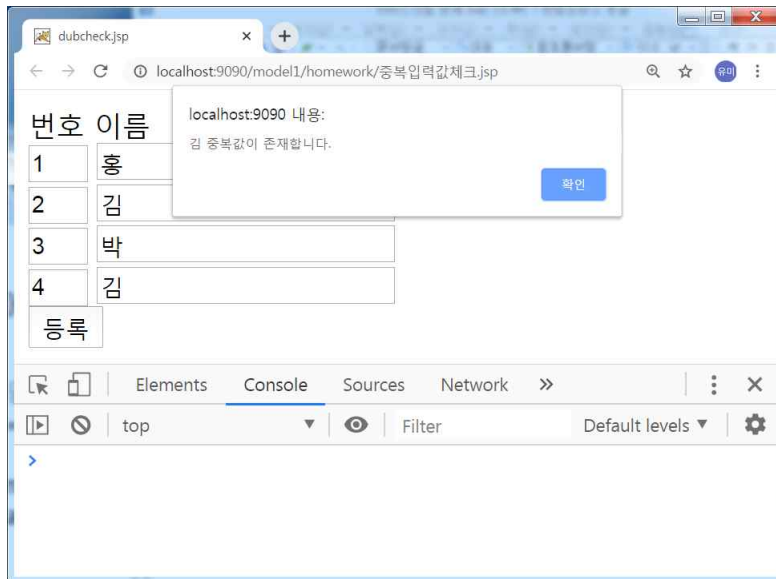 dubcheck.jsp
localhost:9090/model1/homework/중복입력값체크.jsp
유미
localhost:9090 내용:
김 중복값이 존재합니다.
확인
번호 이름
1 홍
2 김
3 박
4 김
등록
Elements Console Sources Network »
top Filter Default levels ▼
>